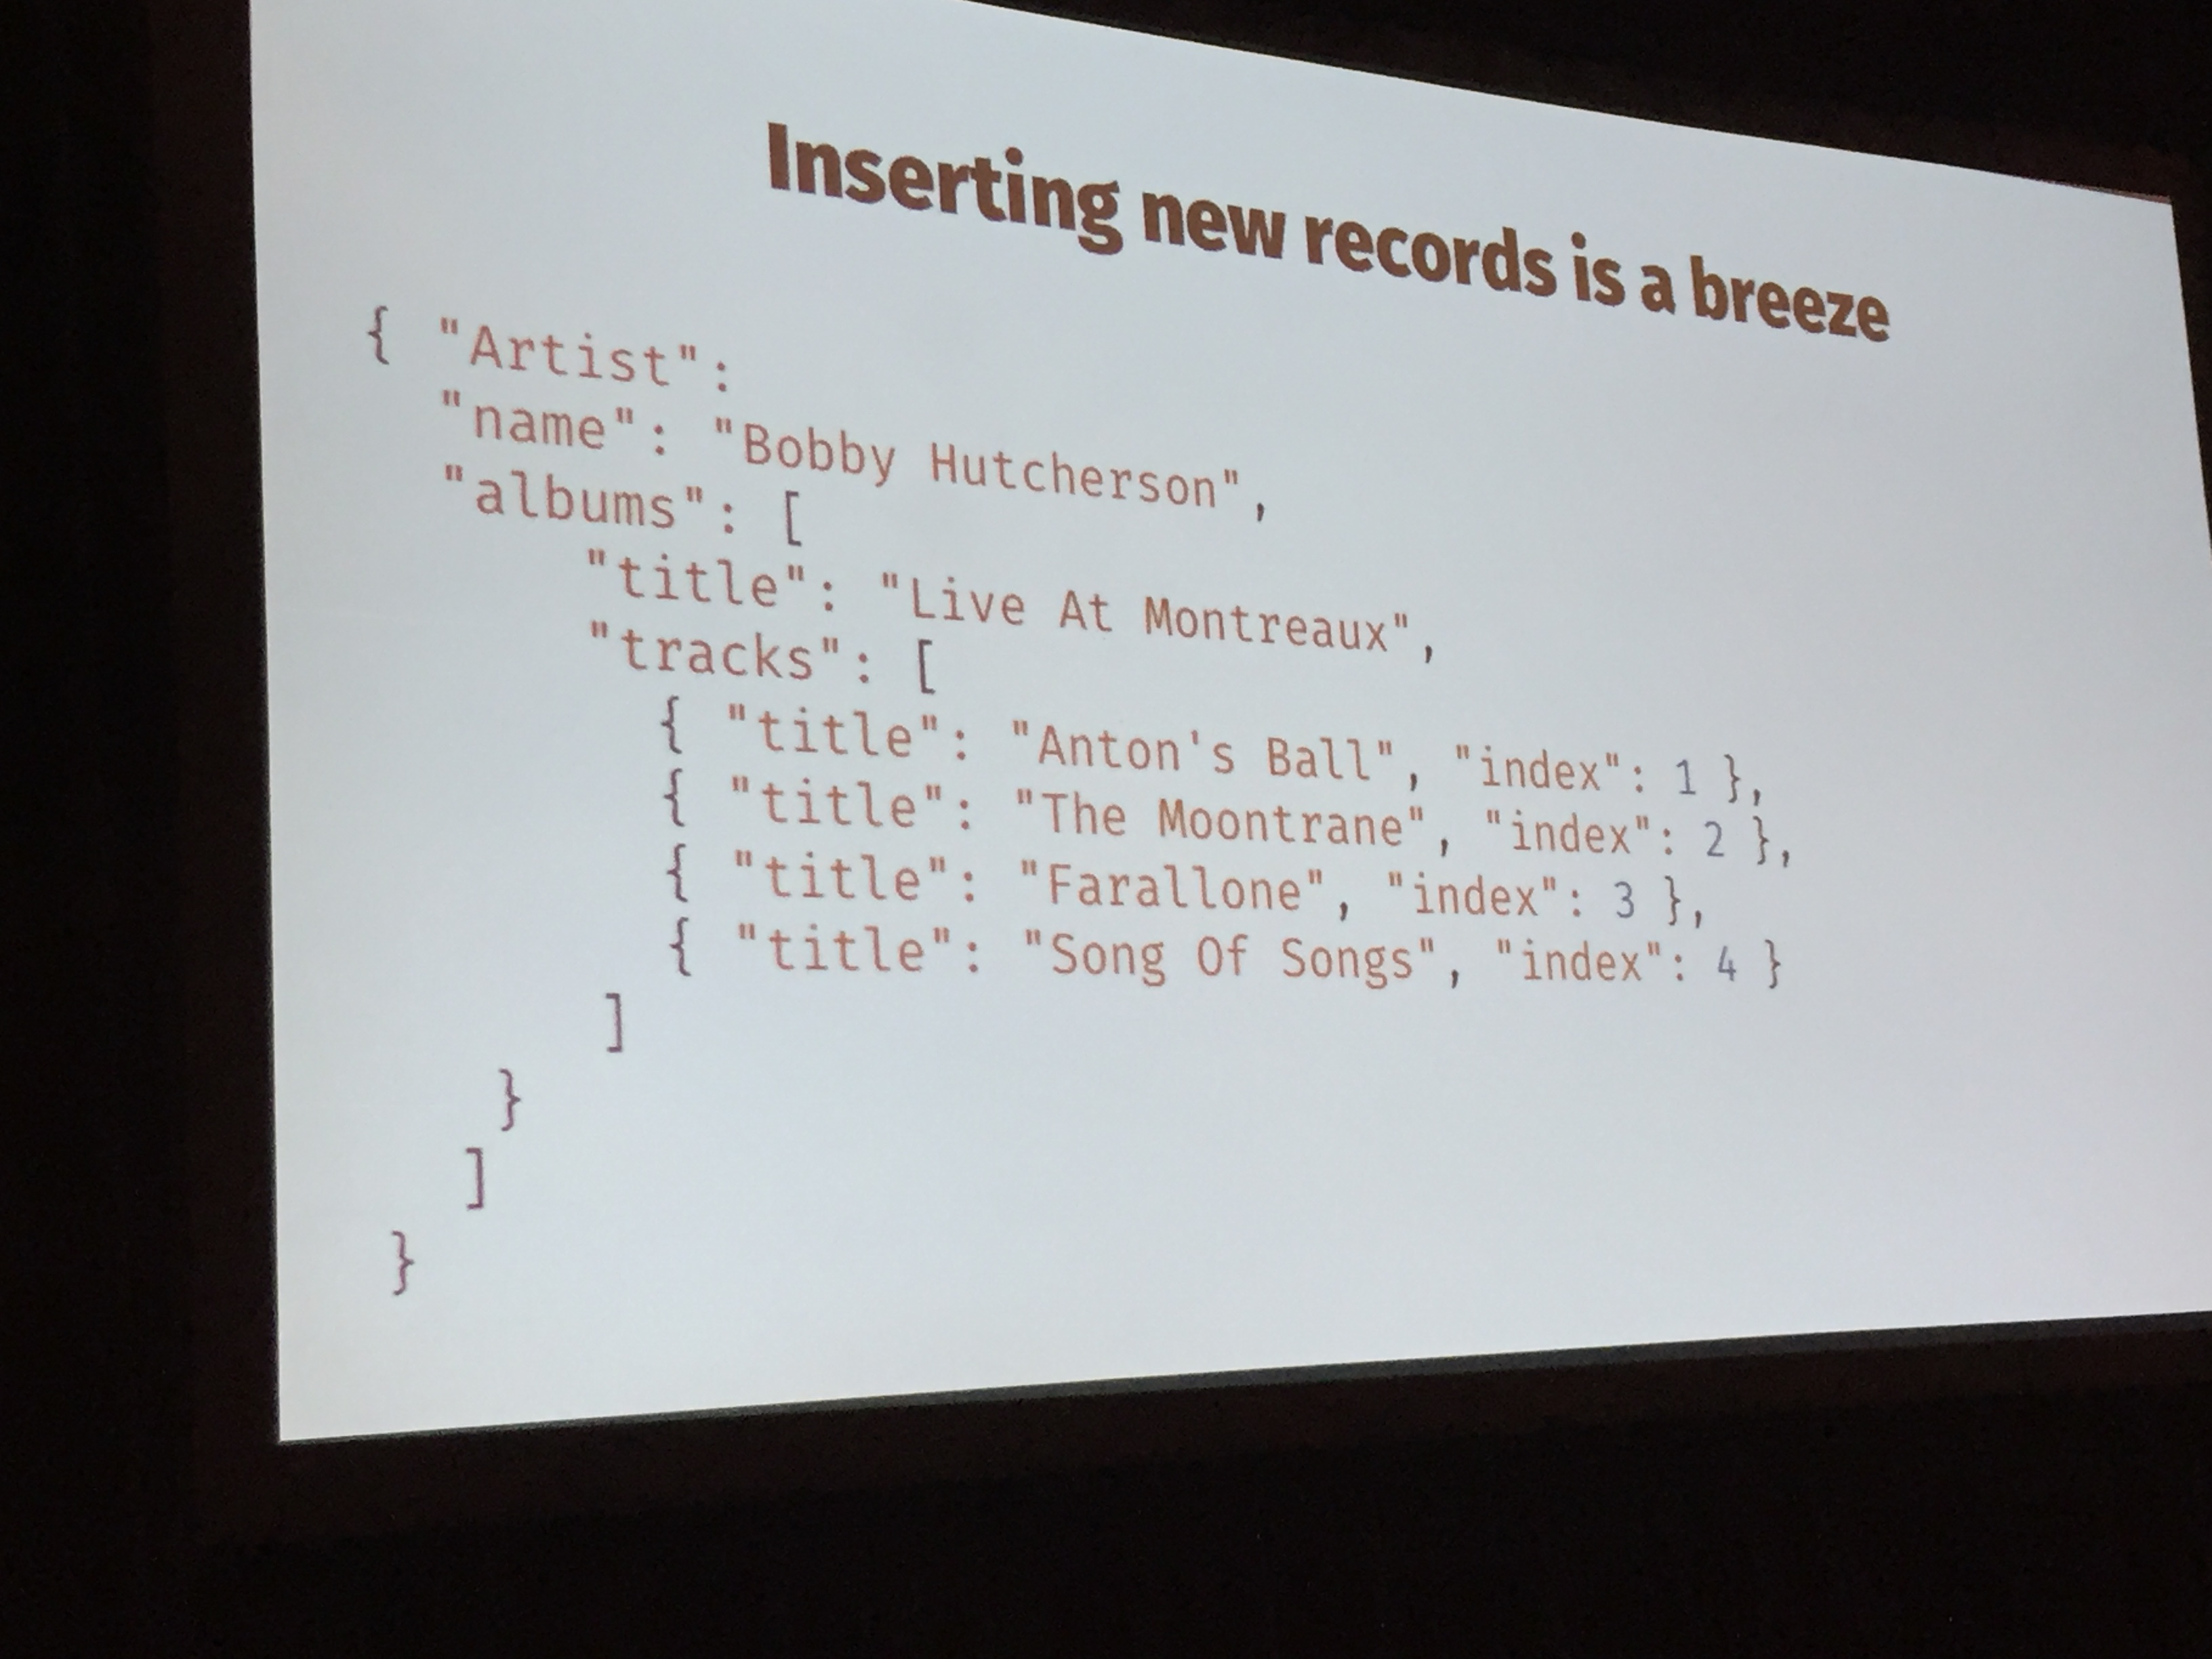 Inserting new records is a breeze
{ "Artist":
"name": "Bobby Hutcherson",
"albums": [
"title": "Live At Montreaux",
"tracks": [
{ "title": "Anton's Ball", "index": 1 },
{ "title": "The Moontrane", "index": 2 },
{ "title": "Farallone", "index": 3 },
{ "title": "Song Of Songs", "index": 4 }
]
}
]
}